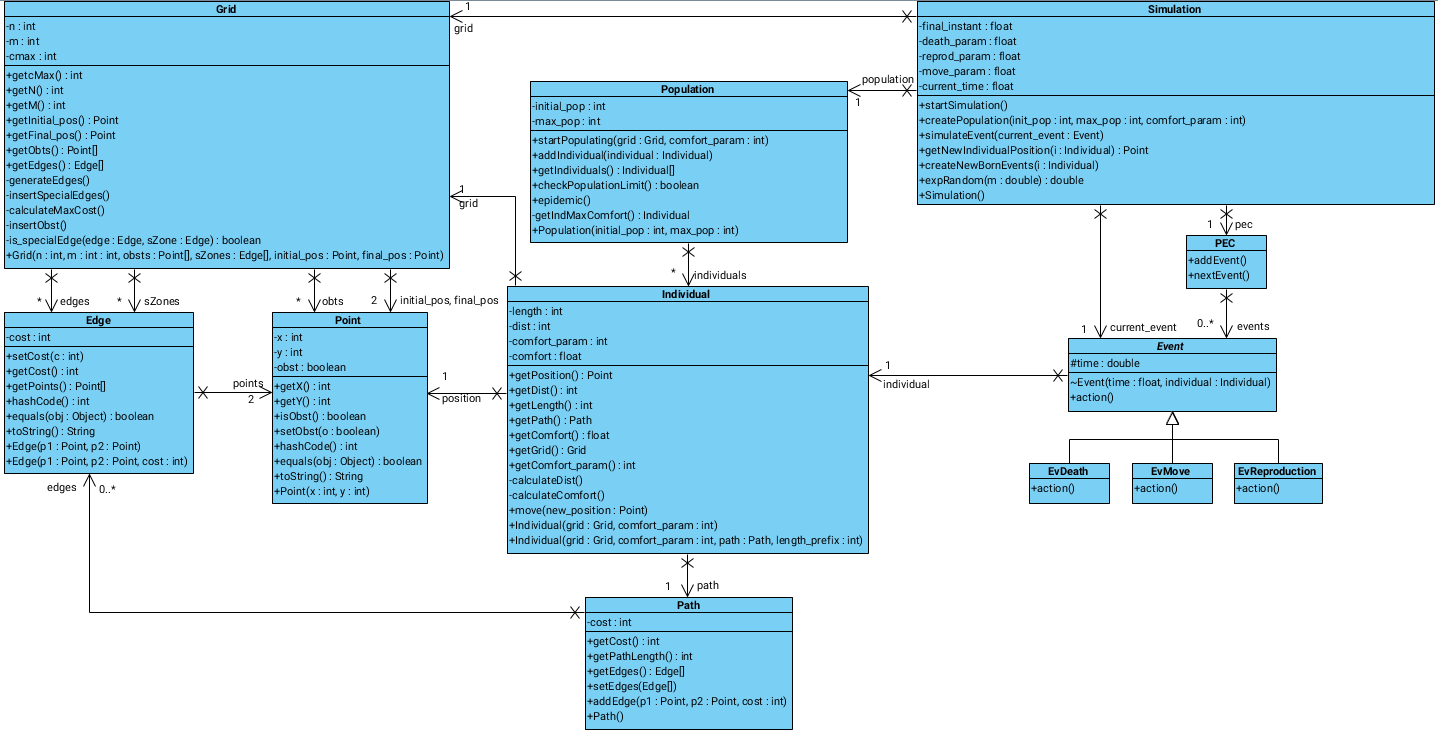 Grid
-n : int
-m : int
-cmax : int
+getcMax() : int
+getN() : int
+getM() : int
+getInitial_pos() : Point
+getFinal_pos() : Point
+getObts() : Point[]
+getEdges() : Edge[]
-generateEdges()
-insertSpecialEdges()
-calculateMaxCost()
-insertObst()
-is_specialEdge(edge : Edge, sZone : Edge) : boolean
+Grid(n : int, m : int : int, obsts : Point[], sZones : Edge[], initial_pos : Point, final_pos : Point)
1
grid
Simulation
-final_instant : float
-death_param : float
-reprod_param : float
-move_param : float
-current_time : float
+startSimulation()
+createPopulation(init_pop : int, max_pop : int, comfort_param : int)
+simulateEvent(current_event : Event)
+getNewIndividualPosition(i : Individual) : Point
+createNewBornEvents(i : Individual)
+expRandom(m : double) : double
+Simulation()
population
1
Population
-initial_pop : int
-max_pop : int
+startPopulating(grid : Grid, comfort_param : int)
+addIndividual(individual : Individual)
+getIndividuals() : Individual[]
+checkPopulationLimit() : boolean
+epidemic()
-getIndMaxComfort() : Individual
+Population(initial_pop : int, max_pop : int)
1
grid
1 pec
PEC
+addEvent()
+nextEvent()
* individuals
* edges
* sZones
* obts
2 initial_pos, final_pos
Edge
-cost : int
+setCost(c : int)
+getCost() : int
+getPoints() : Point[]
+hashCode() : int
+equals(obj : Object) : boolean
+toString() : String
+Edge(p1 : Point, p2 : Point)
+Edge(p1 : Point, p2 : Point, cost : int)
points
2
Point
-x : int
-y : int
-obst : boolean
+getX() : int
+getY() : int
+isObst() : boolean
+setObst(o : boolean)
+hashCode() : int
+equals(obj : Object) : boolean
+toString() : String
+Point(x : int, y : int)
1
position
Individual
-length : int
-dist : int
-comfort_param : int
-comfort : float
+getPosition() : Point
+getDist() : int
+getLength() : int
+getPath() : Path
+getComfort() : float
+getGrid() : Grid
+getComfort_param() : int
-calculateDist()
-calculateComfort()
+move(new_position : Point)
+Individual(grid : Grid, comfort_param : int)
+Individual(grid : Grid, comfort_param : int, path : Path, length_prefix : int)
1
individual
1 current_event
0..* events
Event
#time : double
~Event(time : float, individual : Individual)
+action()
EvDeath
+action()
EvMove
+action()
EvReproduction
+action()
edges 0..*
1 path
Path
-cost : int
+getCost() : int
+getPathLength() : int
+getEdges() : Edge[]
+setEdges(Edge[])
+addEdge(p1 : Point, p2 : Point, cost : int)
+Path()